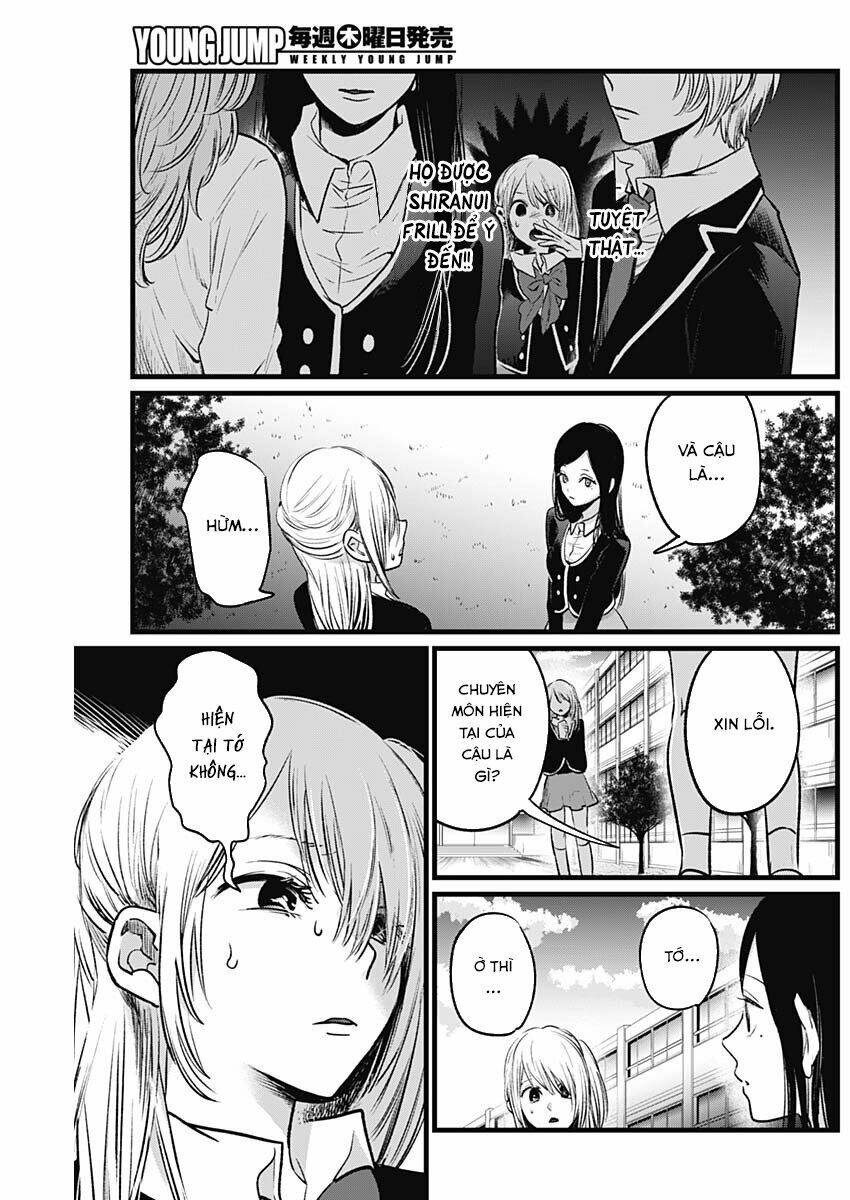 YOUNG JUMP 毎週木曜日発売
WEEKLY YOUNG JUMP
TUYỆT
THẬT...
HỌ ĐƯỢC
SHIRANUI
FRILL ĐỂ Ý
ĐẾN!!
VÀ CẬU
LÀ...
HỪM...
XIN LỖI.
CHUYÊN
MÔN HIỆN
TẠI CỦA
CẬU LÀ
GÌ?
TỚ...
Ờ THÌ
...
HIỆN
TẠI TỚ
KHÔNG...